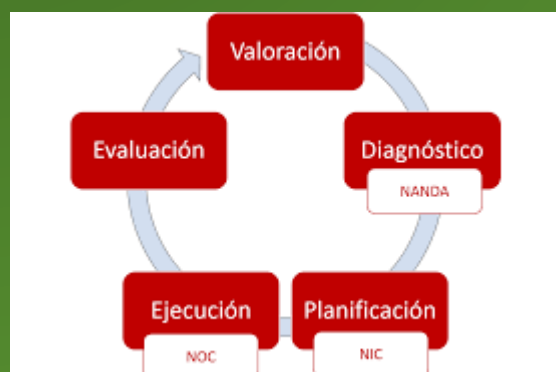 Valoración
Diagnóstico
NANDA
Planificación
NIC
Ejecución
NOC
Evaluación